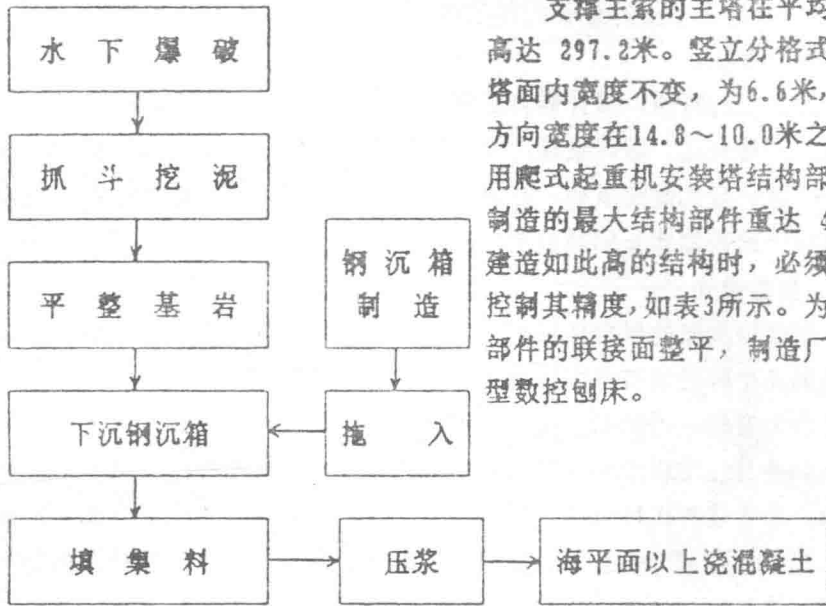 水下爆破
抓斗挖泥
平整基岩
钢沉箱
制造
下沉钢沉箱
拖入
填集料
压浆
海平面以上浇混凝土
支撑主索的主塔在平均
高达 297.2米。竖立分格式
塔面内宽度不变，为6.6米，
方向宽度在14.8～10.0米之
用爬式起重机安装塔结构部
制造的最大结构部件重达
建造如此高的结构时，必须
控制其精度，如表3所示。为
部件的联接面整平，制造厂
型数控刨床。